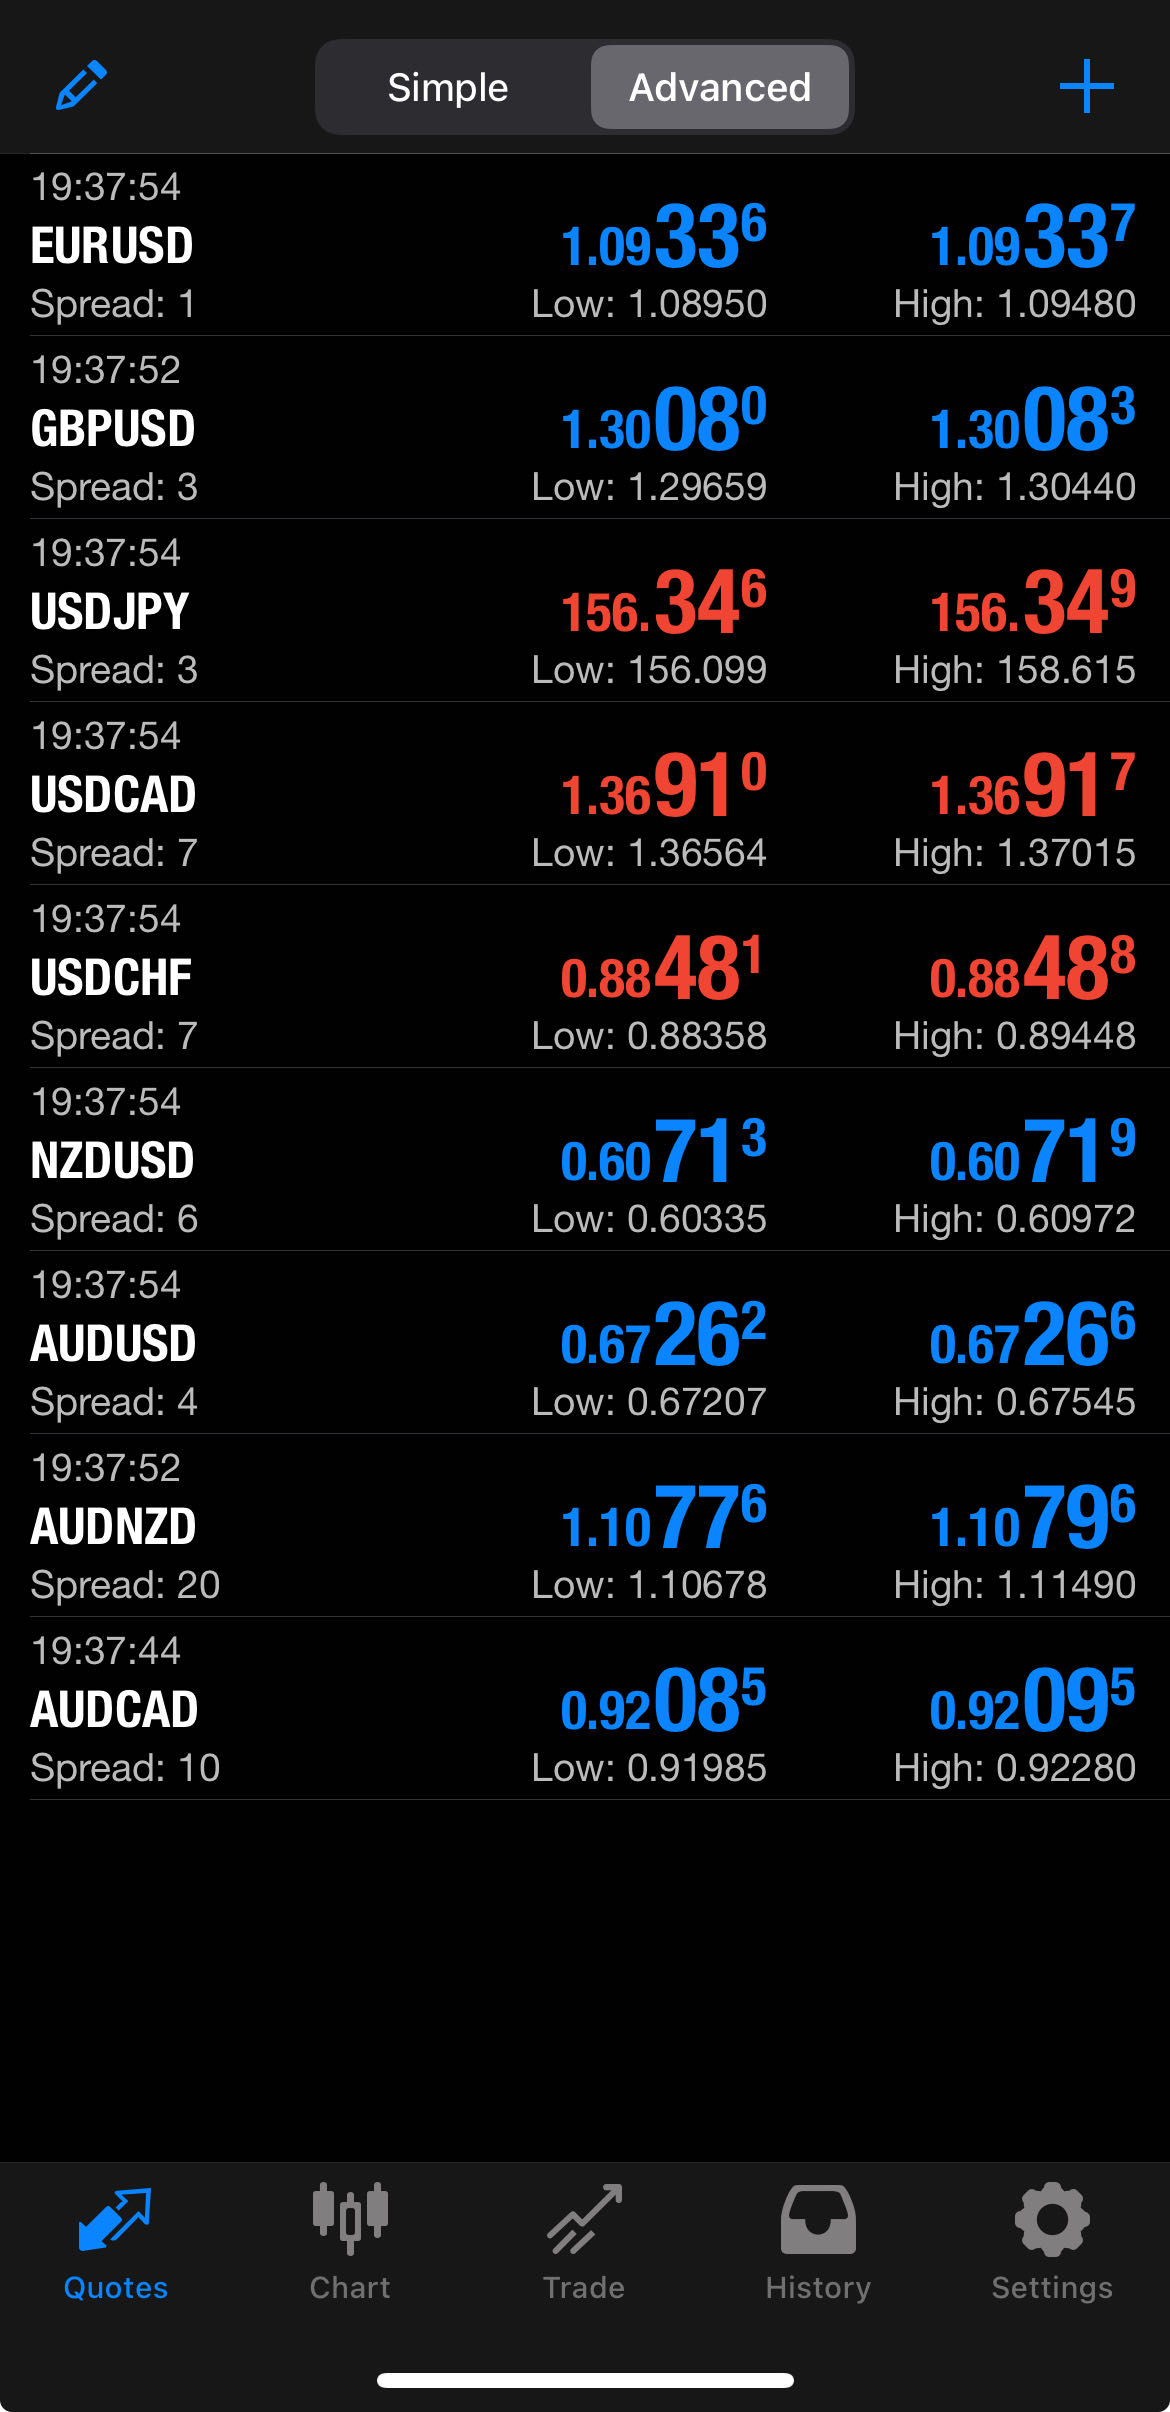 Simple Advanced
19:37:54
EURUSD 1.09336 1.09337
Spread: 1 Low: 1.08950 High: 1.09480
19:37:52
GBPUSD 1.30080 1.30083
Spread: 3 Low: 1.29659 High: 1.30440
19:37:54
USDJPY 156.346 156.349
Spread: 3 Low: 156.099 High: 158.615
19:37:54
USDCAD 1.36910 1.36917
Spread: 7 Low: 1.36564 High: 1.37015
19:37:54
USDCHF 0.88481 0.88488
Spread: 7 Low: 0.88358 High: 0.89448
19:37:54
NZDUSD 0.60713 0.60719
Spread: 6 Low: 0.60335 High: 0.60972
19:37:54
AUDUSD 0.67262 0.67266
Spread: 4 Low: 0.67207 High: 0.67545
19:37:52
AUDNZD 1.10776 1.10796
Spread: 20 Low: 1.10678 High: 1.11490
19:37:44
AUDCAD 0.92085 0.92095
Spread: 10 Low: 0.91985 High: 0.92280
Quotes Chart Trade History Settings